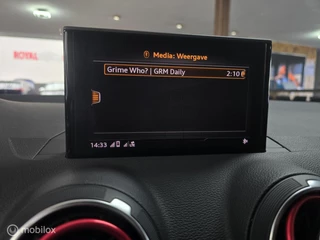 ROYAL
Media: Weergave
Grime Who? | GRM Daily 2:10
14:33
mobilox